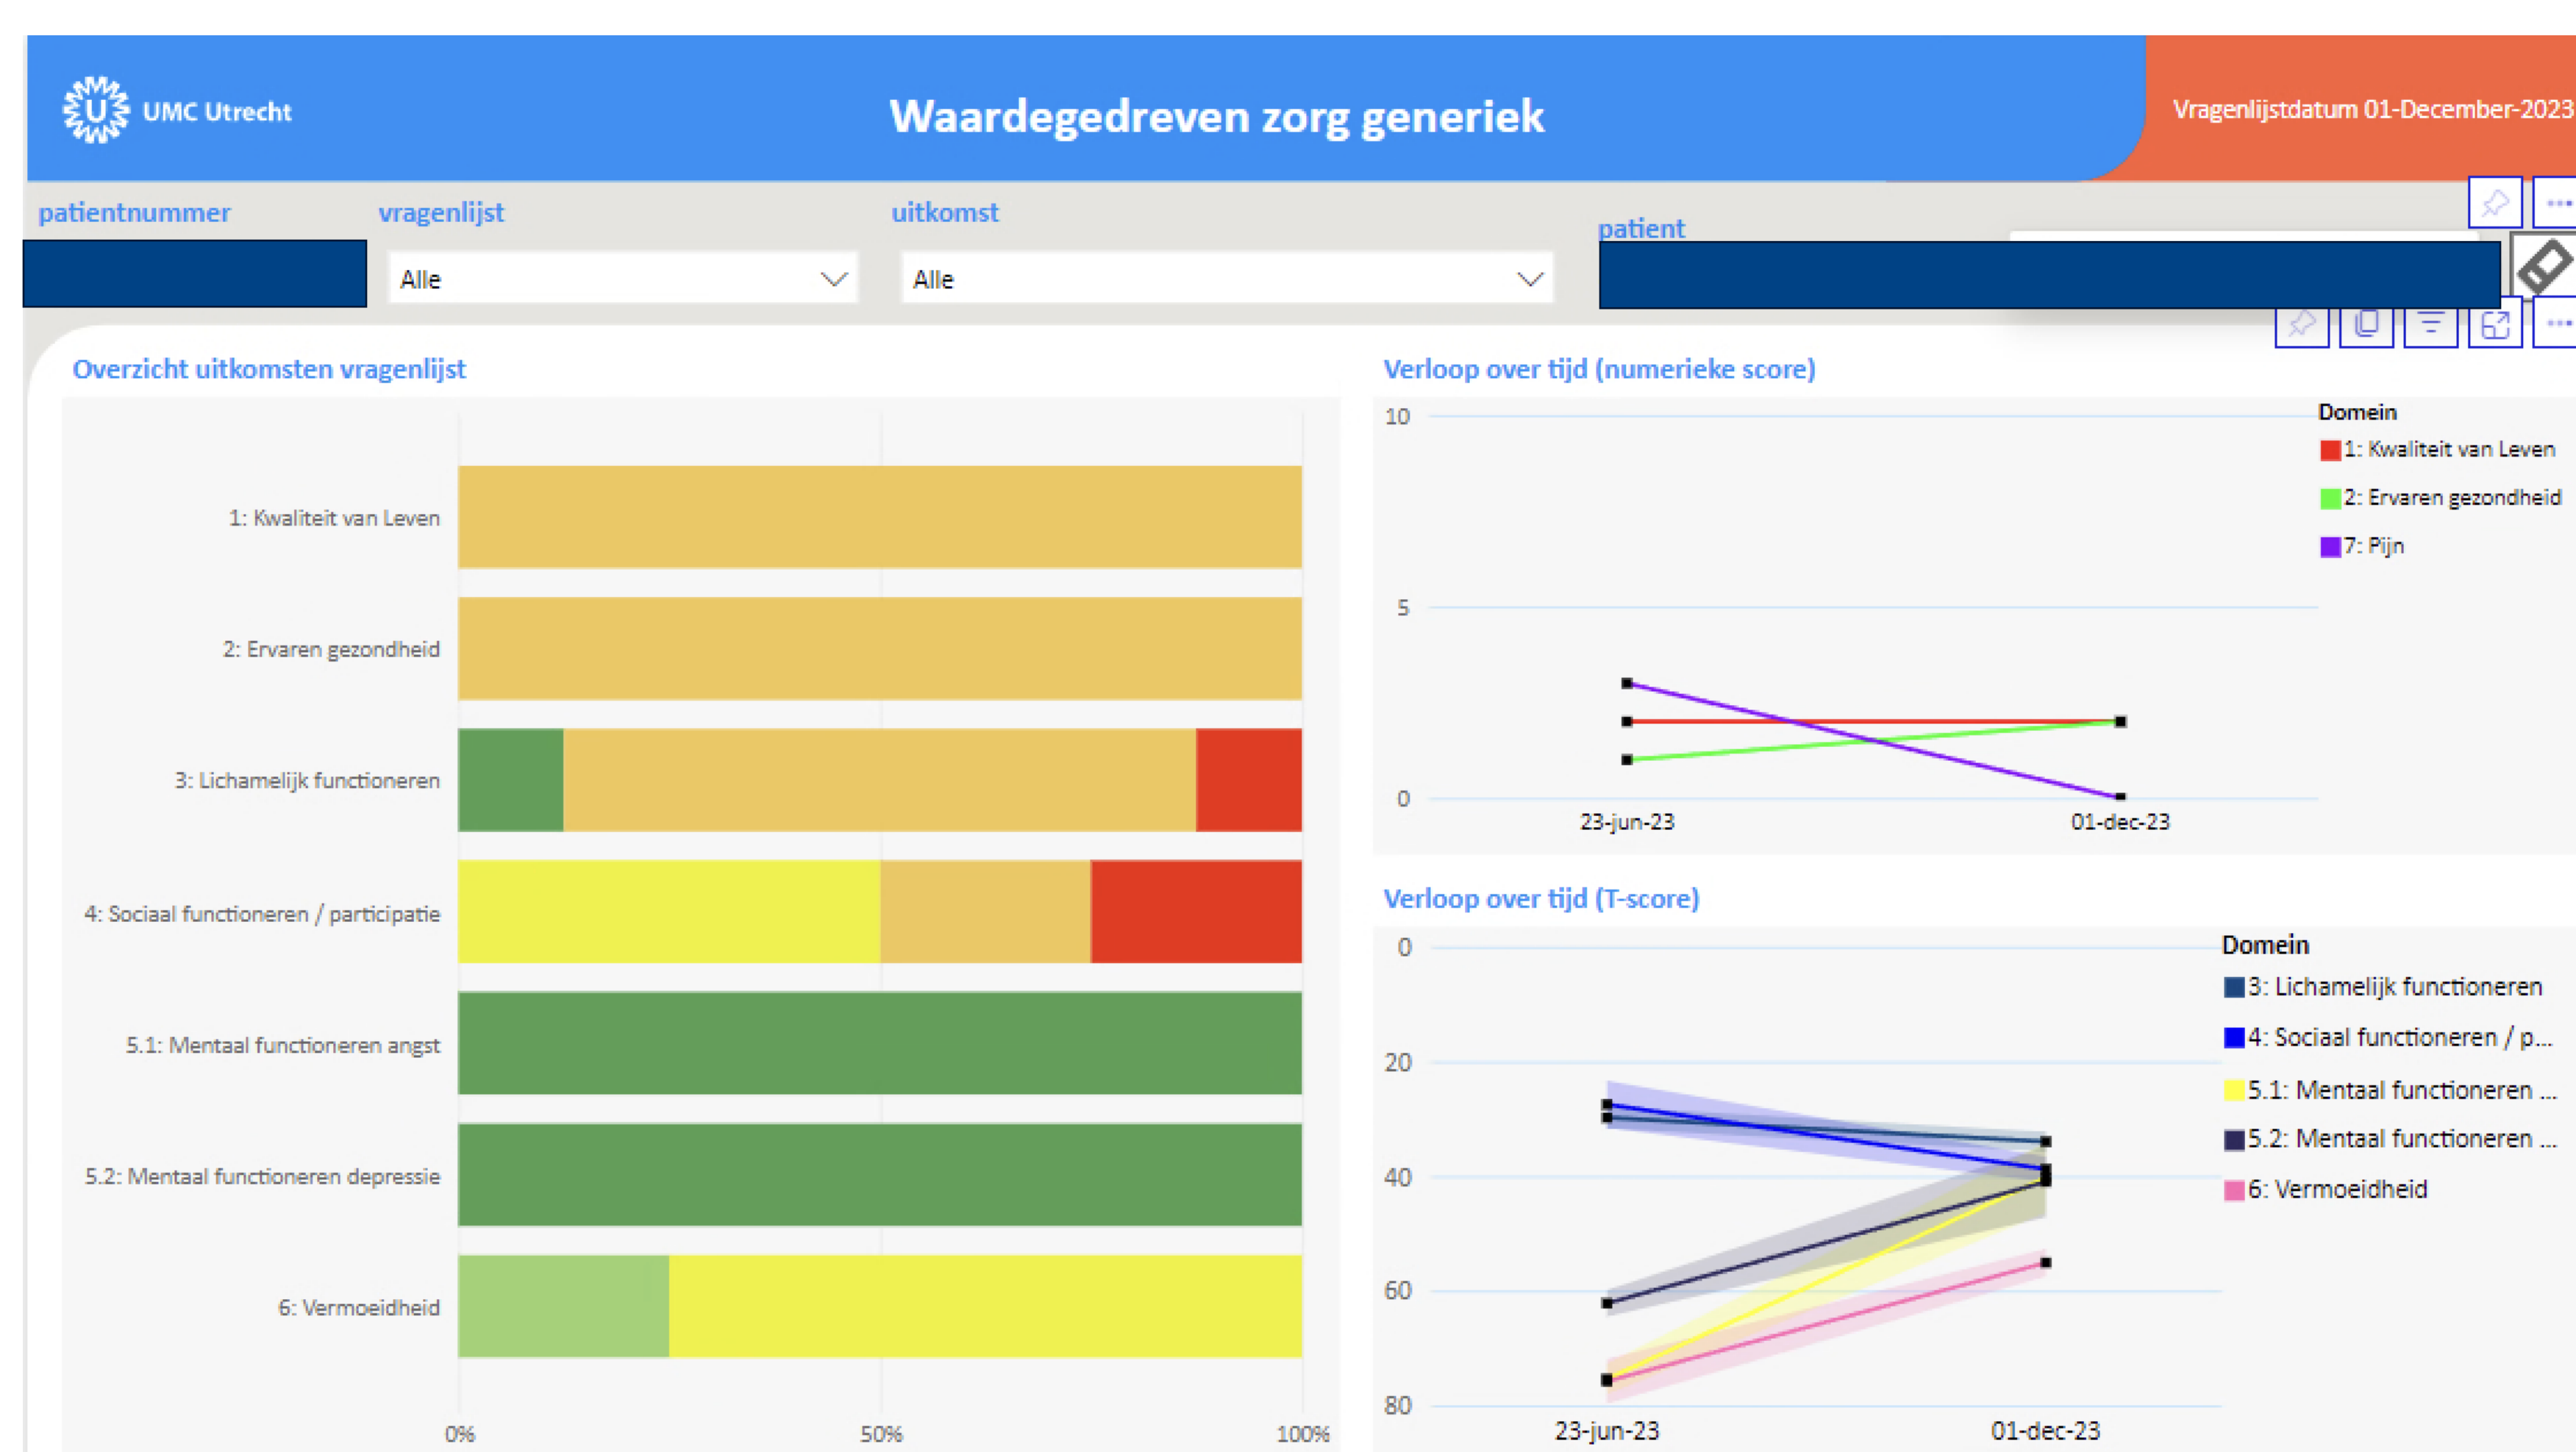 UMC Utrecht
Waardegedreven zorg generiek
Vragenlijstdatum 01-December-2023
patientnummer
vragenlijst
uitkomst
patient
Alle
Alle
Overzicht uitkomsten vragenlijst
1: Kwaliteit van Leven
2: Ervaren gezondheid
3: Lichamelijk functioneren
4: Sociaal functioneren / participatie
5.1: Mentaal functioneren angst
5.2: Mentaal functioneren depressie
6: Vermoeidheid
0%
50%
100%
Verloop over tijd (numerieke score)
10
5
0
23-jun-23
01-dec-23
Domein
1: Kwaliteit van Leven
2: Ervaren gezondheid
7: Pijn
Verloop over tijd (T-score)
0
20
40
60
80
23-jun-23
01-dec-23
Domein
3: Lichamelijk functioneren
4: Sociaal functioneren / p...
5.1: Mentaal functioneren ...
5.2: Mentaal functioneren ...
6: Vermoeidheid